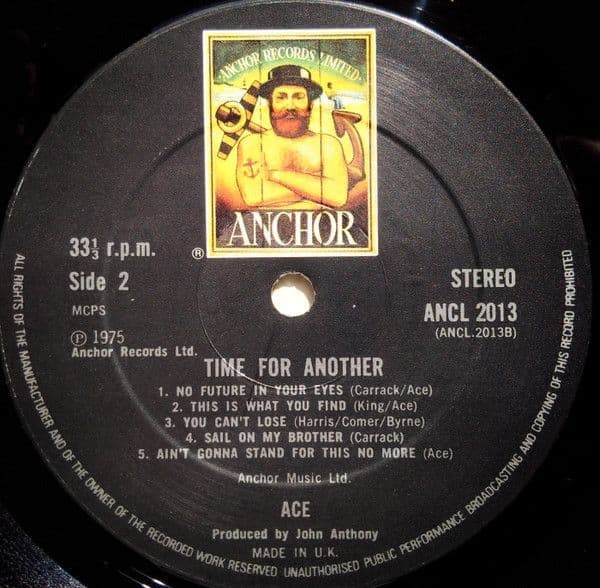 ANCHOR RECORDS LIMITED
ANCHOR
®
33⅓ r.p.m.
Side 2
MCPS
℗ 1975
Anchor Records Ltd.
STEREO
ANCL 2013
(ANCL.2013B)
TIME FOR ANOTHER
1. NO FUTURE IN YOUR EYES (Carrack/Ace)
2. THIS IS WHAT YOU FIND (King/Ace)
3. YOU CAN'T LOSE (Harris/Comer/Byrne)
4. SAIL ON MY BROTHER (Carrack)
5. AIN'T GONNA STAND FOR THIS NO MORE (Ace)
Anchor Music Ltd.
ACE
Produced by John Anthony
MADE IN U.K.
ALL RIGHTS OF THE MANUFACTURER AND OF THE OWNER OF THE RECORDED WORK RESERVED UNAUTHORISED PUBLIC PERFORMANCE BROADCASTING AND COPYING OF THIS RECORD PROHIBITED